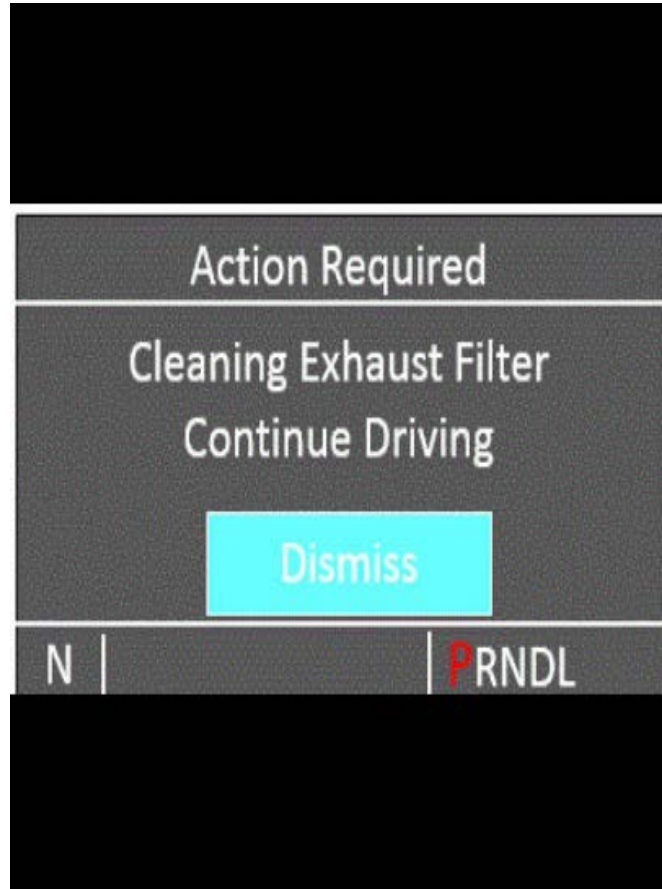 Action Required
Cleaning Exhaust Filter
Continue Driving
Dismiss
N PRNDL